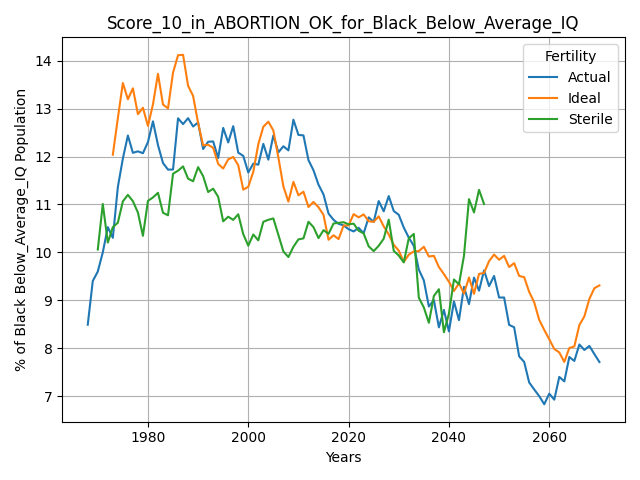 Score_10_in_ABORTION_OK_for_Black_Below_Average_IQ
Fertility
Actual
Ideal
Sterile
% of Black Below_Average_IQ Population
14
13
12
11
10
9
8
7
1980
2000
2020
2040
2060
Years